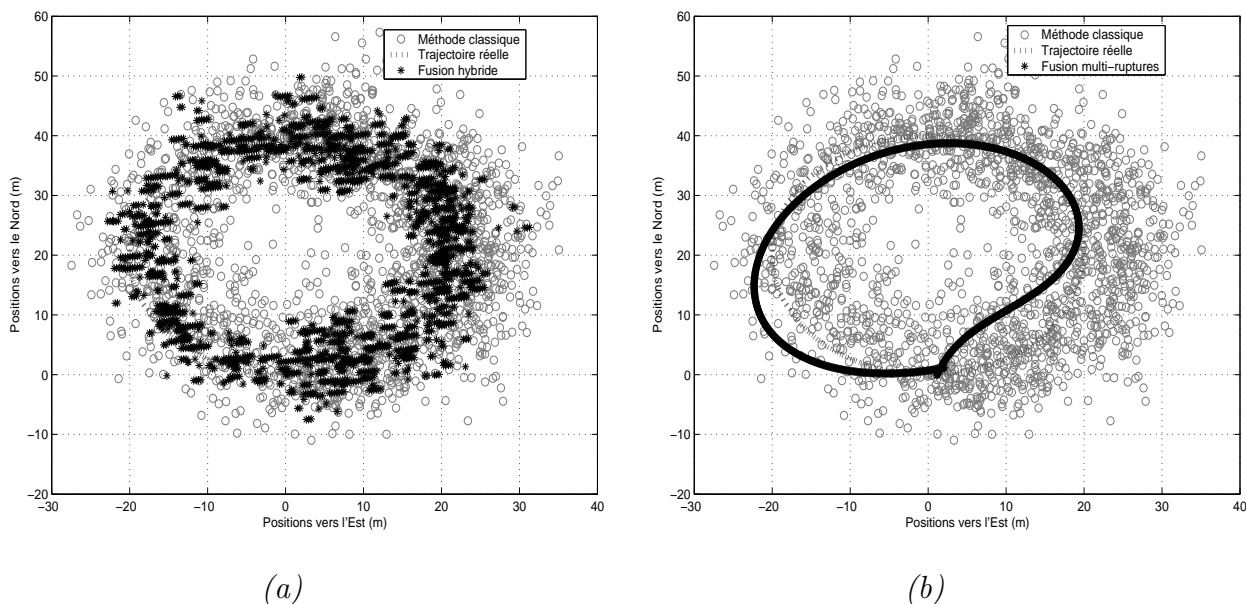 60
50
40
30
20
10
0
−10
−20
−30
−20
−10
0
10
20
30
40
Positions vers le Nord (m)
Positions vers l'Est (m)
Méthode classique
Trajectoire réelle
Fusion hybride
(a)
60
50
40
30
20
10
0
−10
−20
−30
−20
−10
0
10
20
30
40
Positions vers le Nord (m)
Positions vers l'Est (m)
Méthode classique
Trajectoire réelle
Fusion multi−ruptures
(b)